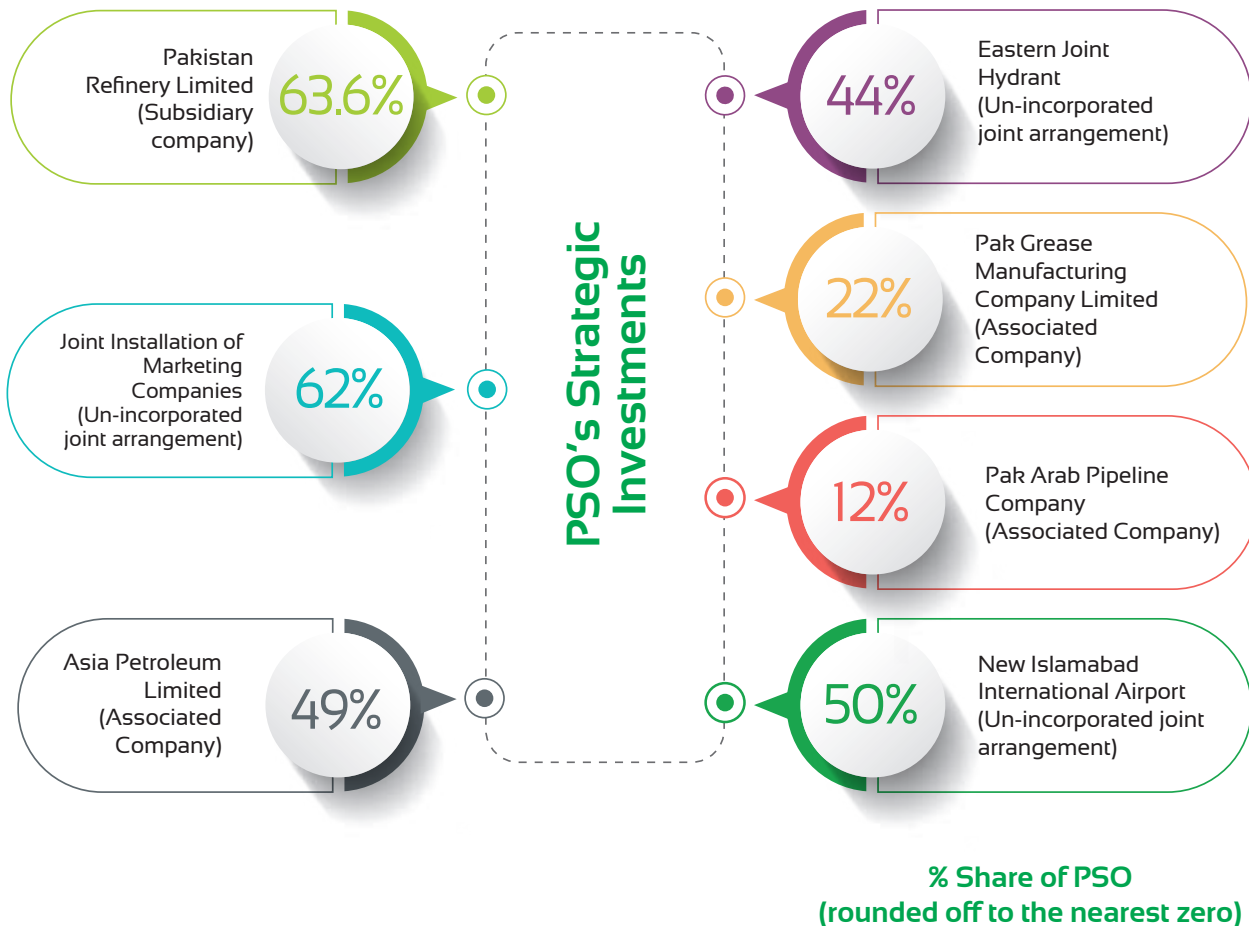 Pakistan
Refinery Limited
(Subsidiary
company)
63.6%
Joint Installation of
Marketing
Companies
(Un-incorporated
joint arrangement)
62%
Asia Petroleum
Limited
(Associated
Company)
49%
PSO's Strategic
Investments
44%
Eastern Joint
Hydrant
(Un-incorporated
joint arrangement)
22%
Pak Grease
Manufacturing
Company Limited
(Associated
Company)
12%
Pak Arab Pipeline
Company
(Associated Company)
50%
New Islamabad
International Airport
(Un-incorporated joint
arrangement)
% Share of PSO
(rounded off to the nearest zero)